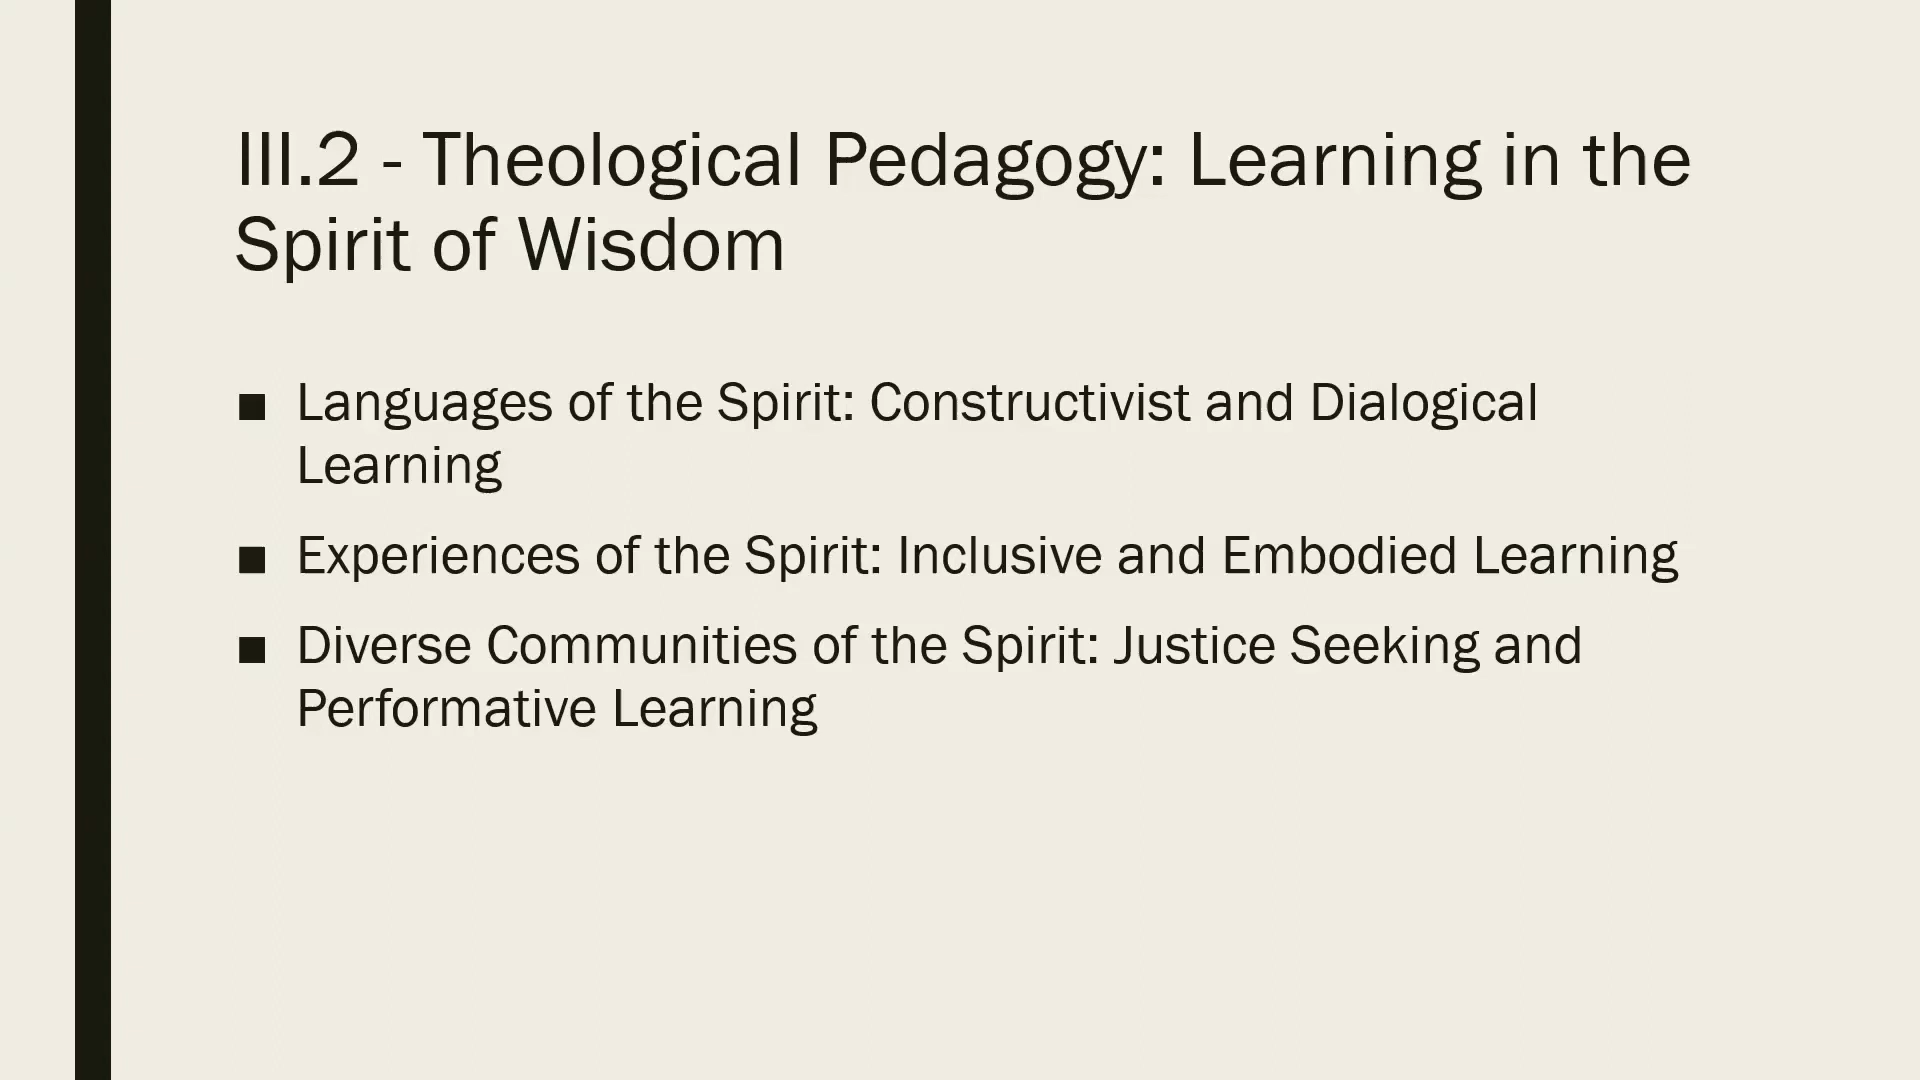 III.2 - Theological Pedagogy: Learning in the
Spirit of Wisdom
■ Languages of the Spirit: Constructivist and Dialogical
Learning
■ Experiences of the Spirit: Inclusive and Embodied Learning
■ Diverse Communities of the Spirit: Justice Seeking and
Performative Learning